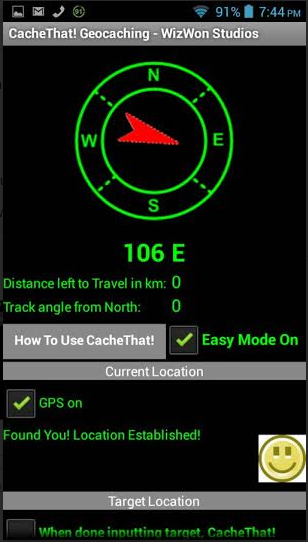 91% 7:44 PM
CacheThat! Geocaching - WizWon Studios
N
W E
S
106 E
Distance left to Travel in km: 0
Track angle from North: 0
How To Use CacheThat! Easy Mode On
Current Location
GPS on
Found You! Location Established!
Target Location
When done inputting target, CacheThat!